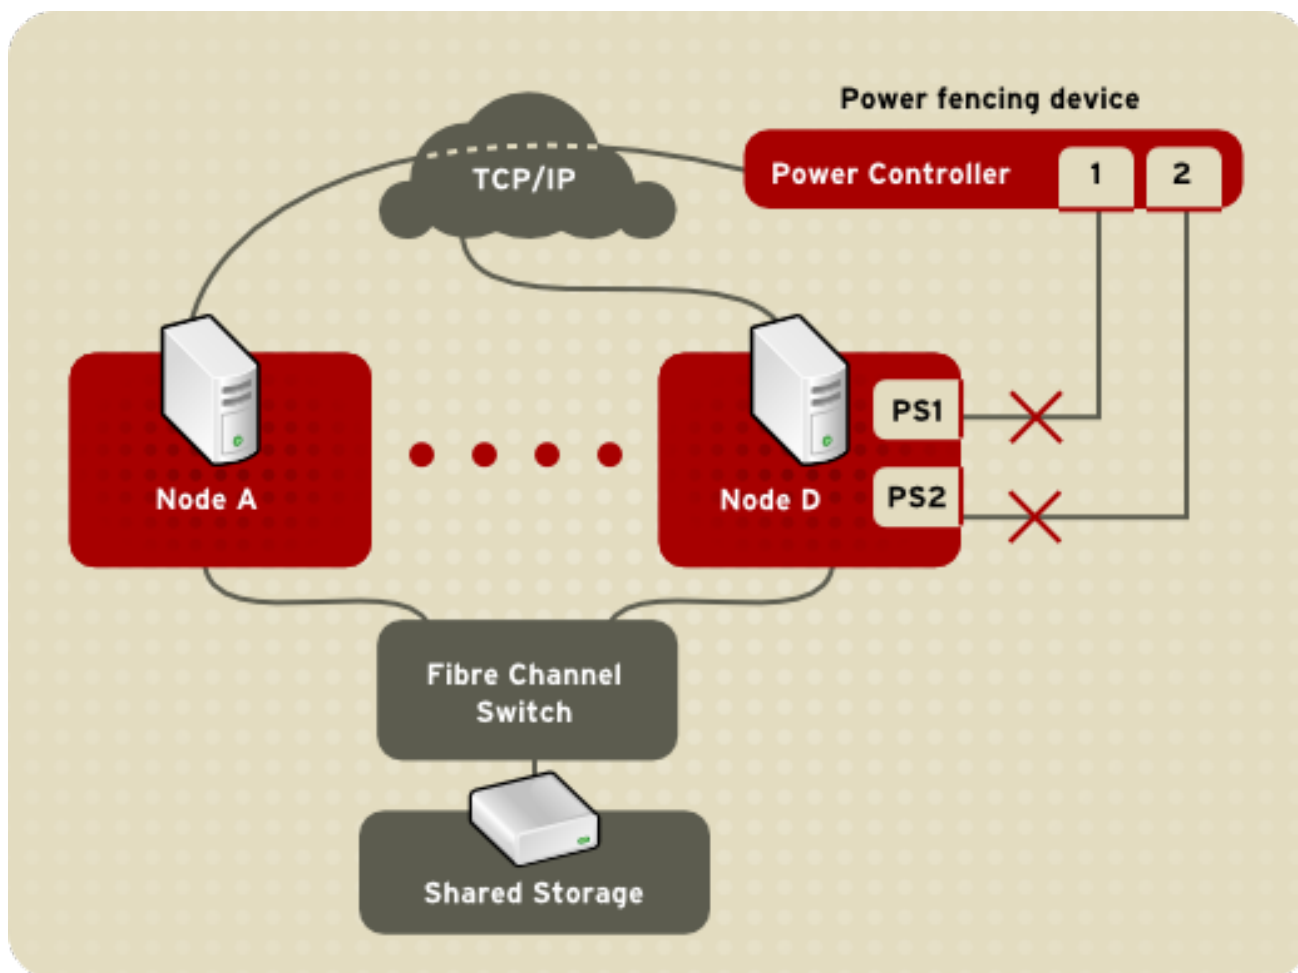 Power fencing device
Power Controller
1
2
TCP/IP
PS1
Node A
Node D
PS2
Fibre Channel
Switch
Shared Storage